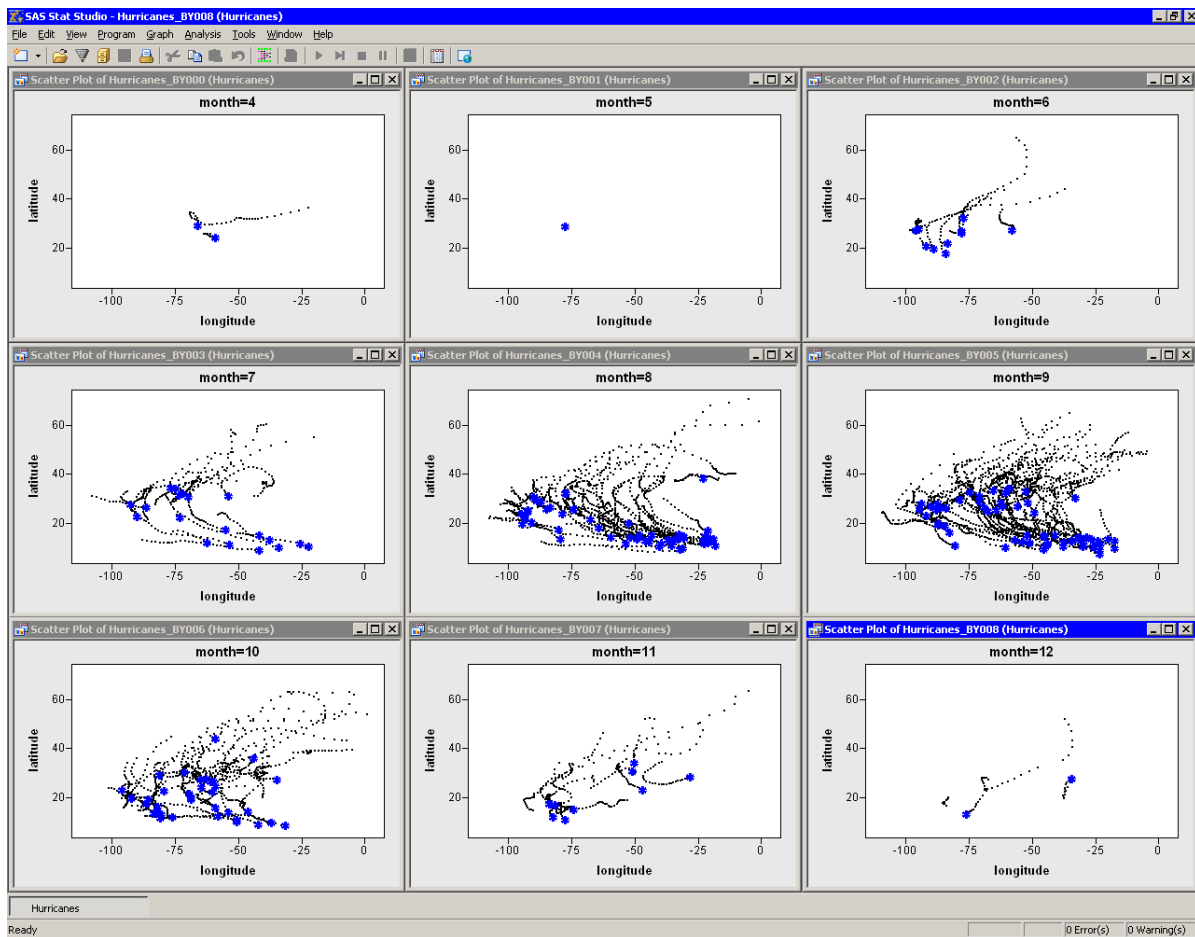 SAS Stat Studio - Hurricanes_BY008 (Hurricanes)
File Edit View Program Graph Analysis Tools Window Help
Scatter Plot of Hurricanes_BY000 (Hurricanes)
month=4
60
40
20
latitude
-100 -75 -50 -25 0
longitude
Scatter Plot of Hurricanes_BY001 (Hurricanes)
month=5
60
40
20
latitude
-100 -75 -50 -25 0
longitude
Scatter Plot of Hurricanes_BY002 (Hurricanes)
month=6
60
40
20
latitude
-100 -75 -50 -25 0
longitude
Scatter Plot of Hurricanes_BY003 (Hurricanes)
month=7
60
40
20
latitude
-100 -75 -50 -25 0
longitude
Scatter Plot of Hurricanes_BY004 (Hurricanes)
month=8
60
40
20
latitude
-100 -75 -50 -25 0
longitude
Scatter Plot of Hurricanes_BY005 (Hurricanes)
month=9
60
40
20
latitude
-100 -75 -50 -25 0
longitude
Scatter Plot of Hurricanes_BY006 (Hurricanes)
month=10
60
40
20
latitude
-100 -75 -50 -25 0
longitude
Scatter Plot of Hurricanes_BY007 (Hurricanes)
month=11
60
40
20
latitude
-100 -75 -50 -25 0
longitude
Scatter Plot of Hurricanes_BY008 (Hurricanes)
month=12
60
40
20
latitude
-100 -75 -50 -25 0
longitude
Hurricanes
Ready 0 Error(s) 0 Warning(s)